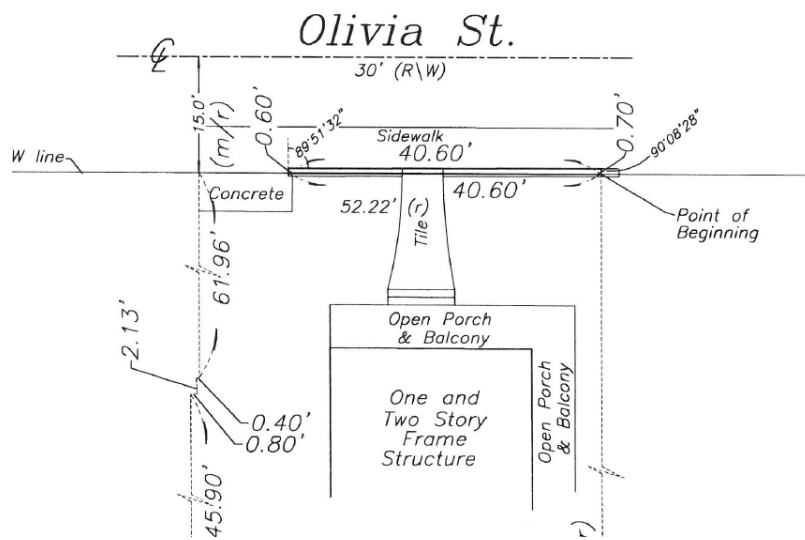 Olivia St.
℄
30' (R\W)
15.0'
(m/r)
0.60'
89°51'32"
Sidewalk
40.60'
0.70'
90°08'28"
W line
Concrete
40.60'
52.22' (r)
Tile
Point of
Beginning
61.96'
2.13'
Open Porch
& Balcony
0.40'
0.80'
One and
Two Story
Frame
Structure
Open Porch
& Balcony
45.90'